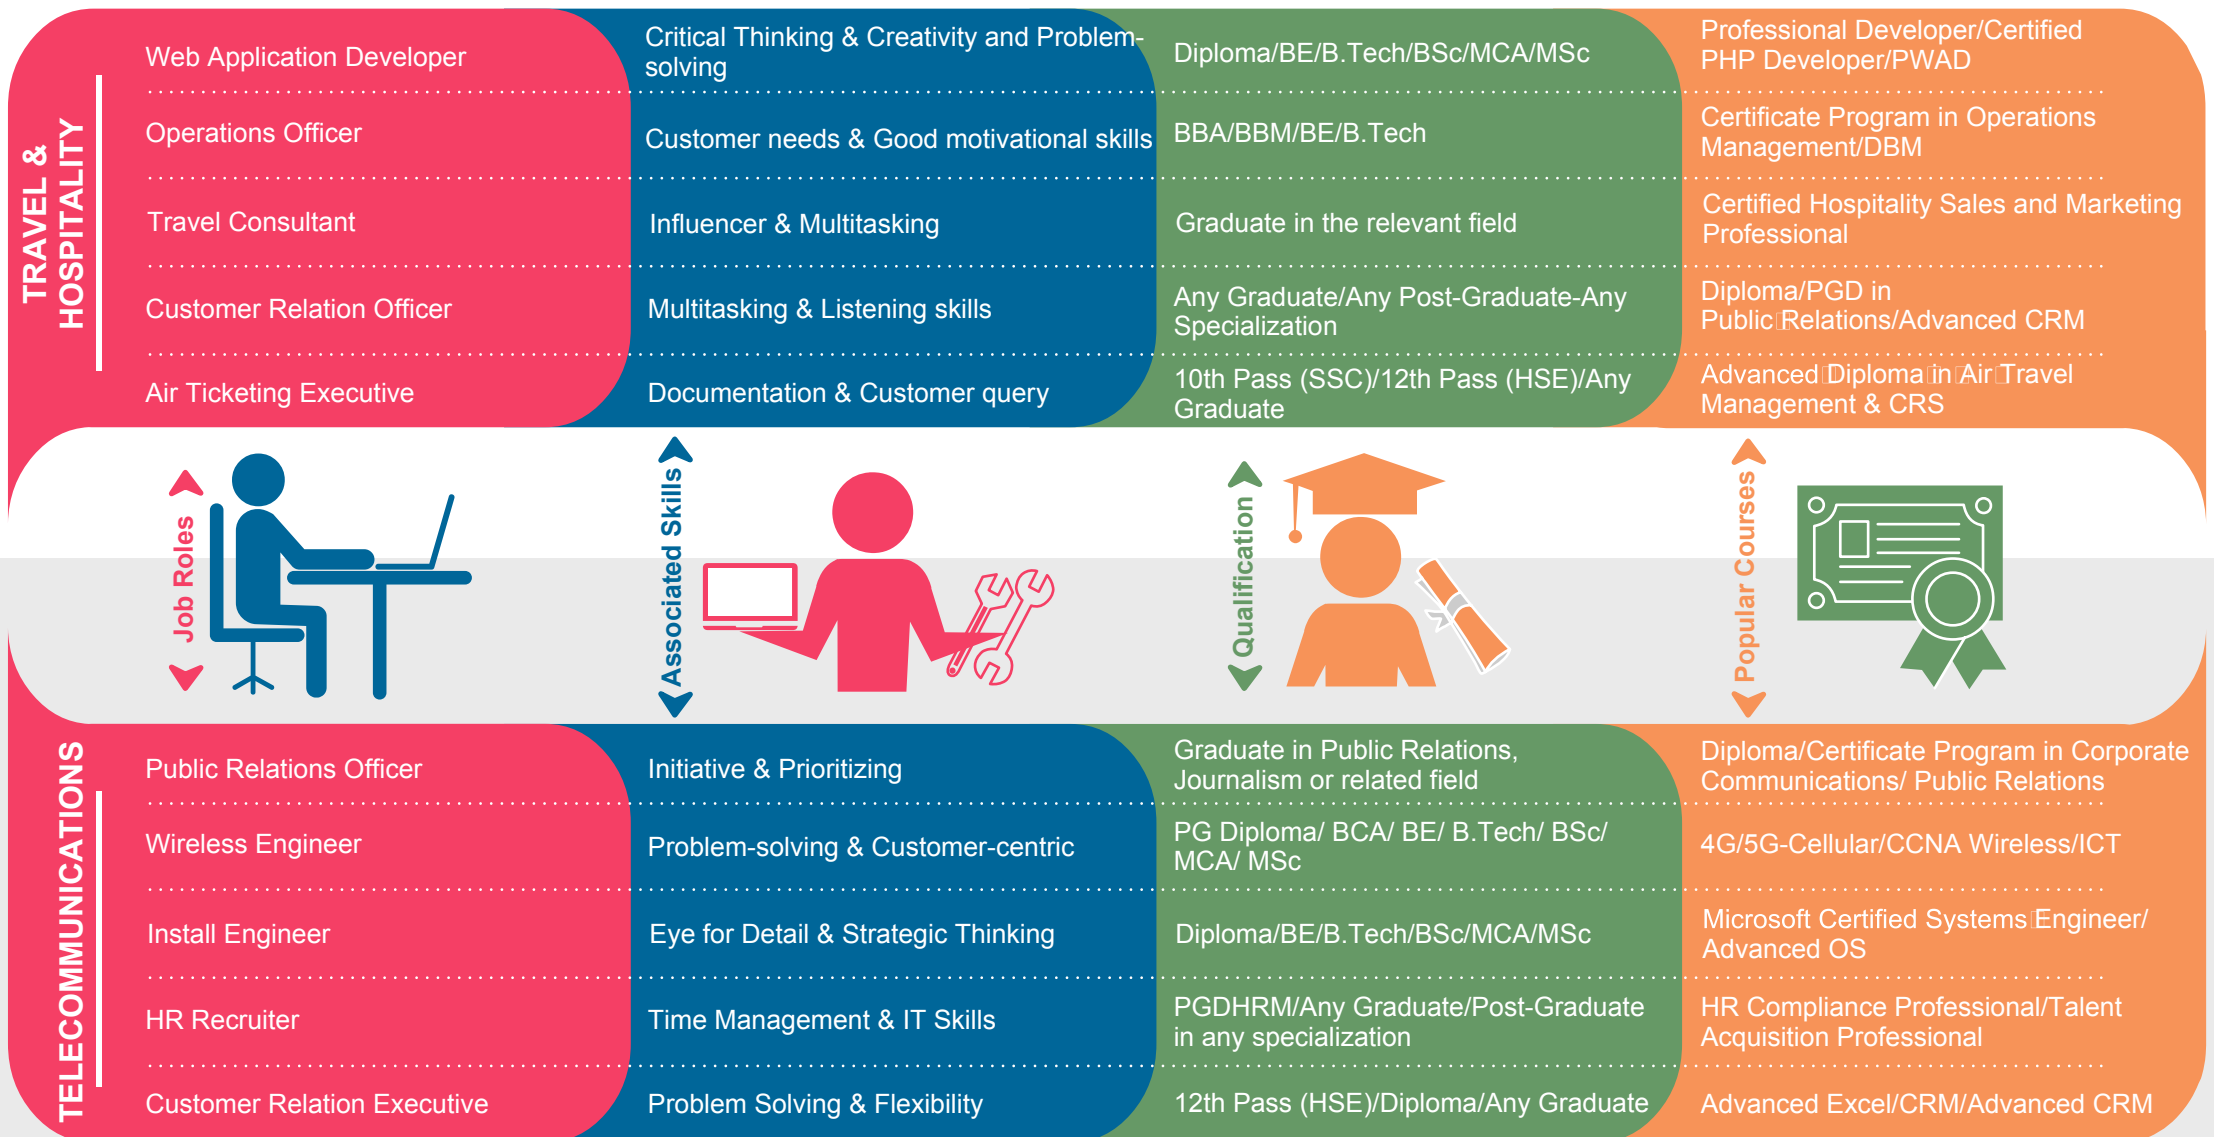 TRAVEL &
HOSPITALITY
Web Application Developer
Critical Thinking & Creativity and Problem-
solving
Diploma/BE/B.Tech/BSc/MCA/MSc
Professional Developer/Certified
PHP Developer/PWAD
Operations Officer
Customer needs & Good motivational skills
BBA/BBM/BE/B.Tech
Certificate Program in Operations
Management/DBM
Travel Consultant
Influencer & Multitasking
Graduate in the relevant field
Certified Hospitality Sales and Marketing
Professional
Customer Relation Officer
Multitasking & Listening skills
Any Graduate/Any Post-Graduate-Any
Specialization
Diploma/PGD in
Public Relations/Advanced CRM
Air Ticketing Executive
Documentation & Customer query
10th Pass (SSC)/12th Pass (HSE)/Any
Graduate
Advanced Diploma in Air Travel
Management & CRS
Job Roles
Associated Skills
Qualification
Popular Courses
TELECOMMUNICATIONS
Public Relations Officer
Initiative & Prioritizing
Graduate in Public Relations,
Journalism or related field
Diploma/Certificate Program in Corporate
Communications/ Public Relations
Wireless Engineer
Problem-solving & Customer-centric
PG Diploma/ BCA/ BE/ B.Tech/ BSc/
MCA/ MSc
4G/5G-Cellular/CCNA Wireless/ICT
Install Engineer
Eye for Detail & Strategic Thinking
Diploma/BE/B.Tech/BSc/MCA/MSc
Microsoft Certified Systems Engineer/
Advanced OS
HR Recruiter
Time Management & IT Skills
PGDHRM/Any Graduate/Post-Graduate
in any specialization
HR Compliance Professional/Talent
Acquisition Professional
Customer Relation Executive
Problem Solving & Flexibility
12th Pass (HSE)/Diploma/Any Graduate
Advanced Excel/CRM/Advanced CRM